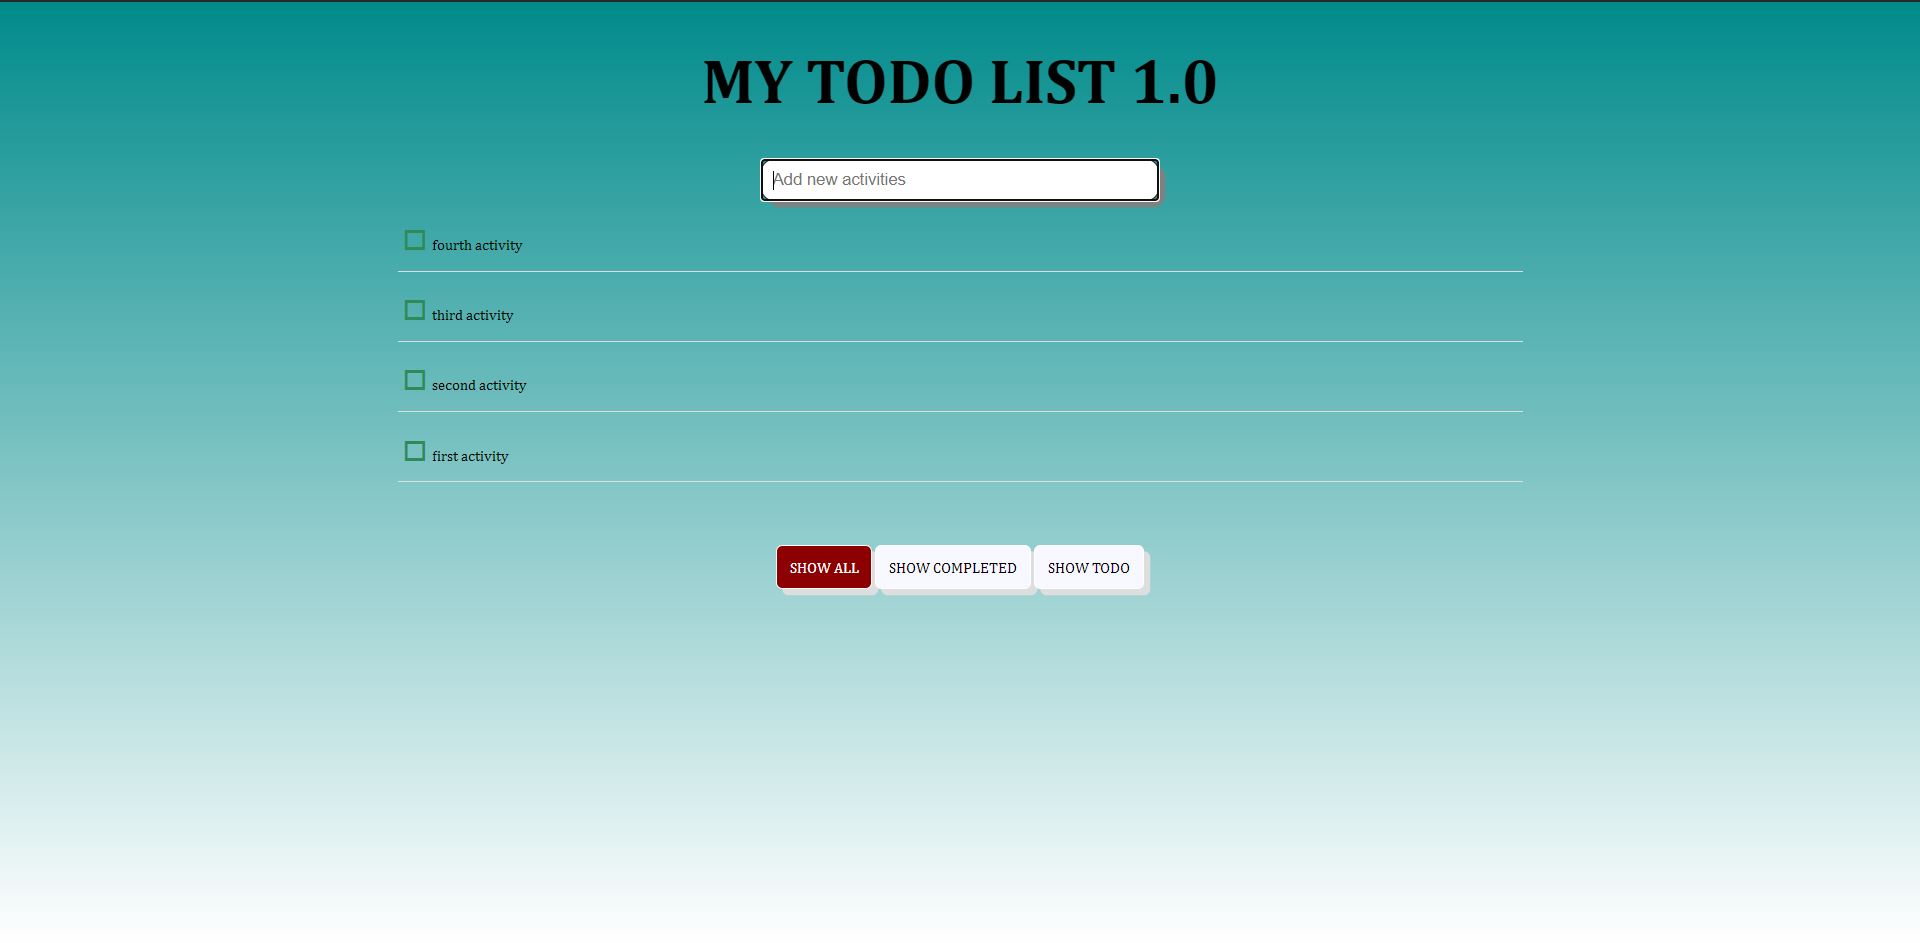 MY TODO LIST 1.0
Add new activities
fourth activity
third activity
second activity
first activity
SHOW ALL SHOW COMPLETED SHOW TODO